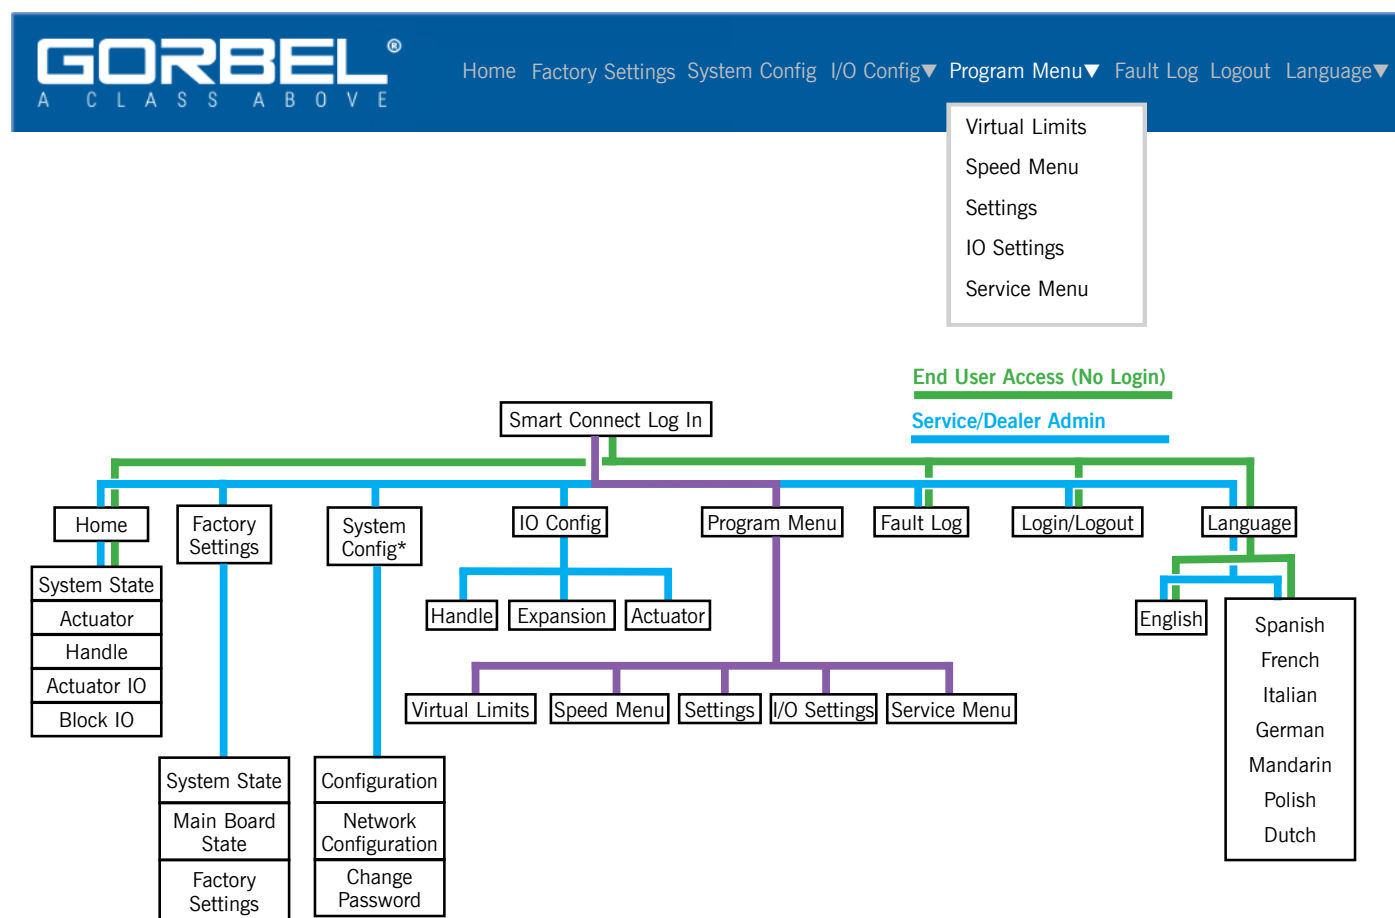 GORBEL®
A CLASS ABOVE
Home Factory Settings System Config I/O Config▼ Program Menu▼ Fault Log Logout Language▼
Virtual Limits
Speed Menu
Settings
IO Settings
Service Menu
End User Access (No Login)
Service/Dealer Admin
Smart Connect Log In
Home
Factory
Settings
System
Config*
IO Config
Program Menu
Fault Log
Login/Logout
Language
System State
Actuator
Handle
Actuator IO
Block IO
Handle
Expansion
Actuator
English
Spanish
French
Italian
German
Mandarin
Polish
Dutch
Virtual Limits
Speed Menu
Settings
I/O Settings
Service Menu
System State
Main Board
State
Factory
Settings
Configuration
Network
Configuration
Change
Password